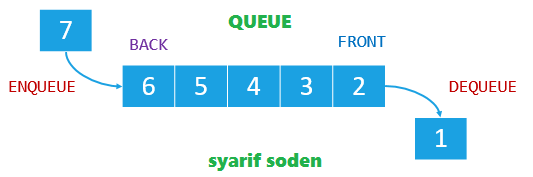 QUEUE
7
BACK
FRONT
ENQUEUE
6 5 4 3 2
DEQUEUE
1
syarif soden